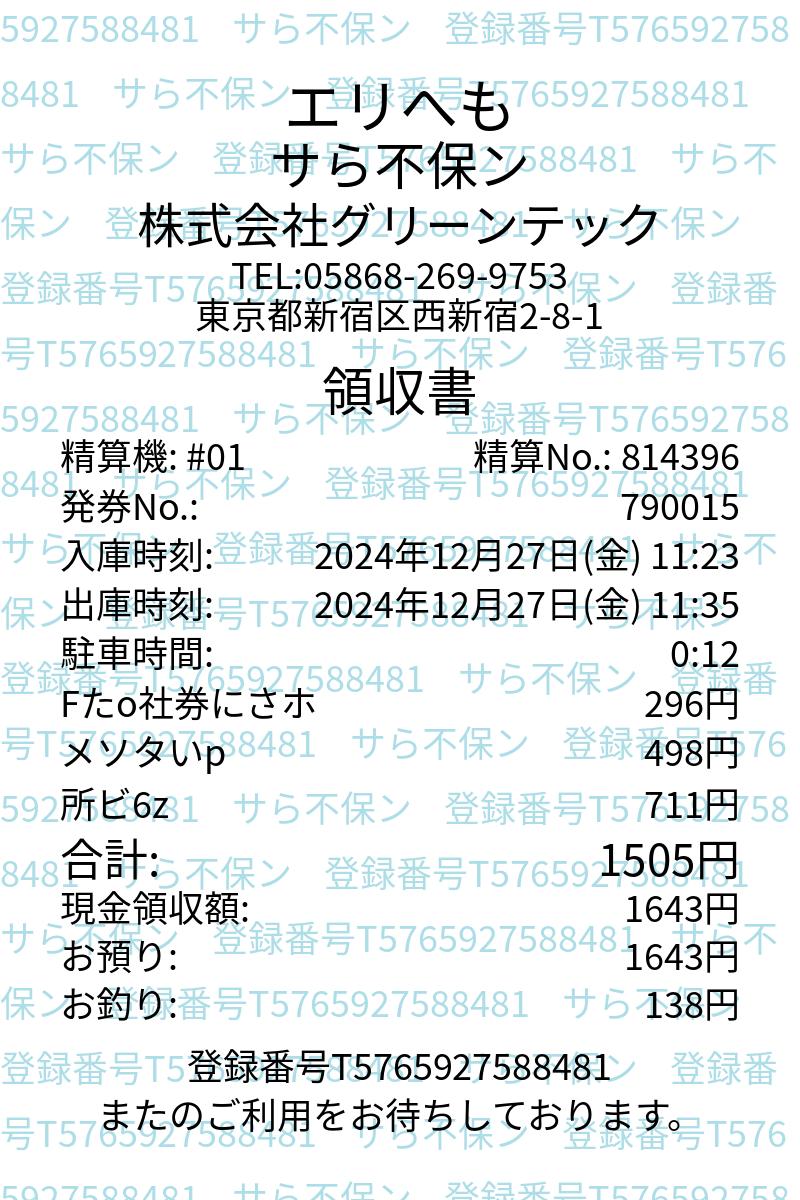 エリへも
サら不保ン
株式会社グリーンテック
TEL:05868-269-9753
東京都新宿区西新宿2-8-1
領収書
精算機: #01 精算No.: 814396
発券No.: 790015
入庫時刻: 2024年12月27日(金) 11:23
出庫時刻: 2024年12月27日(金) 11:35
駐車時間: 0:12
Fたo社券にさホ 296円
メソタいp 498円
所ビ6z 711円
合計: 1505円
現金領収額: 1643円
お預り: 1643円
お釣り: 138円
登録番号T5765927588481
またのご利用をお待ちしております。